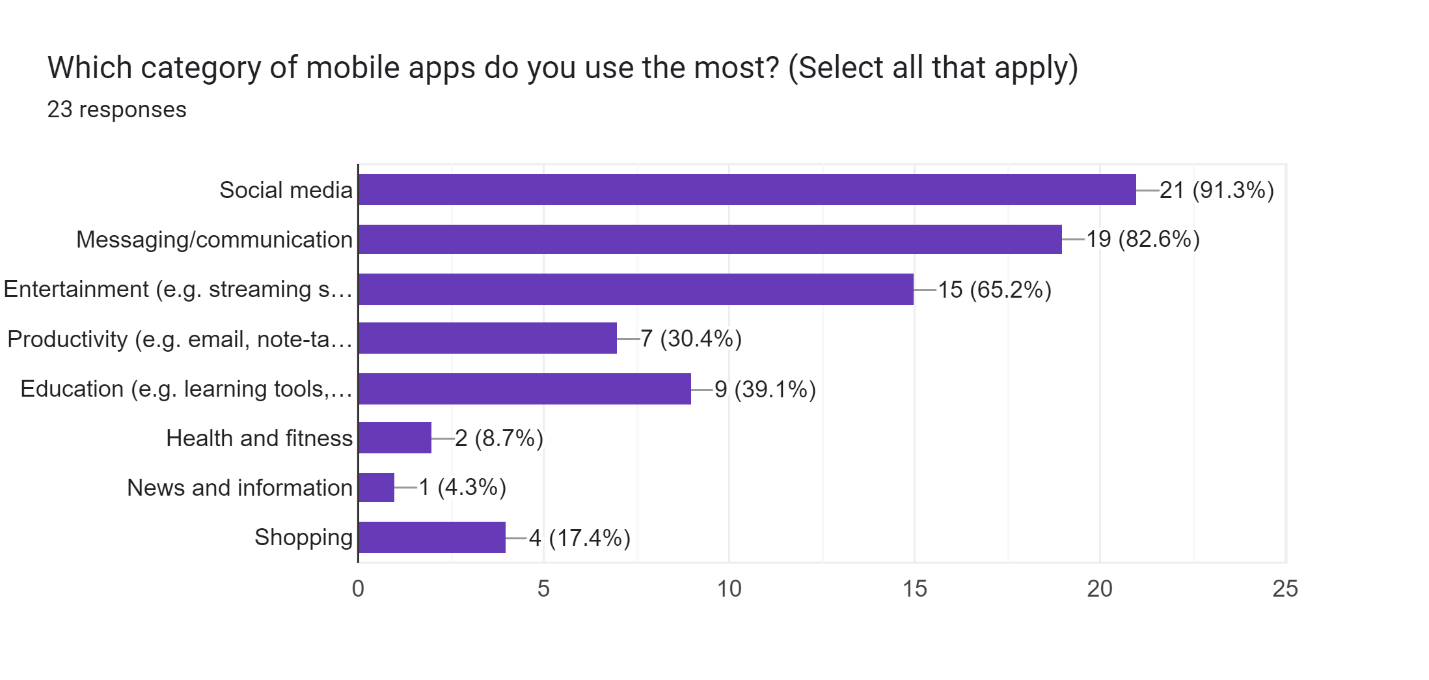 Which category of mobile apps do you use the most? (Select all that apply)
23 responses
Social media 21 (91.3%)
Messaging/communication 19 (82.6%)
Entertainment (e.g. streaming s… 15 (65.2%)
Productivity (e.g. email, note-ta… 7 (30.4%)
Education (e.g. learning tools,… 9 (39.1%)
Health and fitness 2 (8.7%)
News and information 1 (4.3%)
Shopping 4 (17.4%)
0 5 10 15 20 25